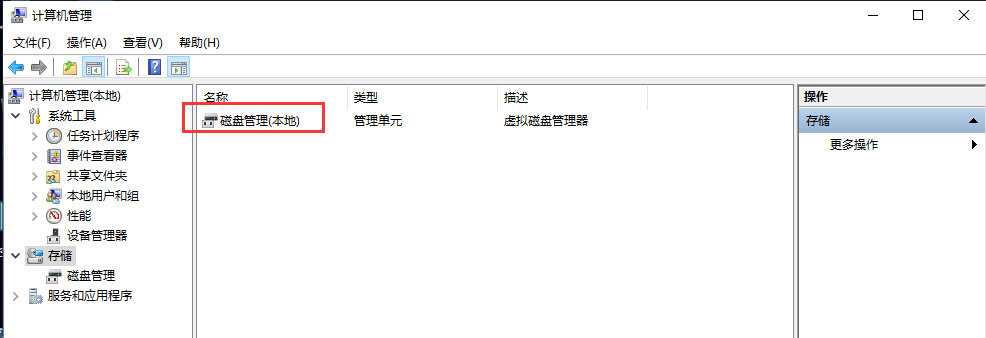 计算机管理
文件(F) 操作(A) 查看(V) 帮助(H)
计算机管理(本地)
系统工具
任务计划程序
事件查看器
共享文件夹
本地用户和组
性能
设备管理器
存储
磁盘管理
服务和应用程序
名称 类型 描述
磁盘管理(本地) 管理单元 虚拟磁盘管理器
操作
存储
更多操作